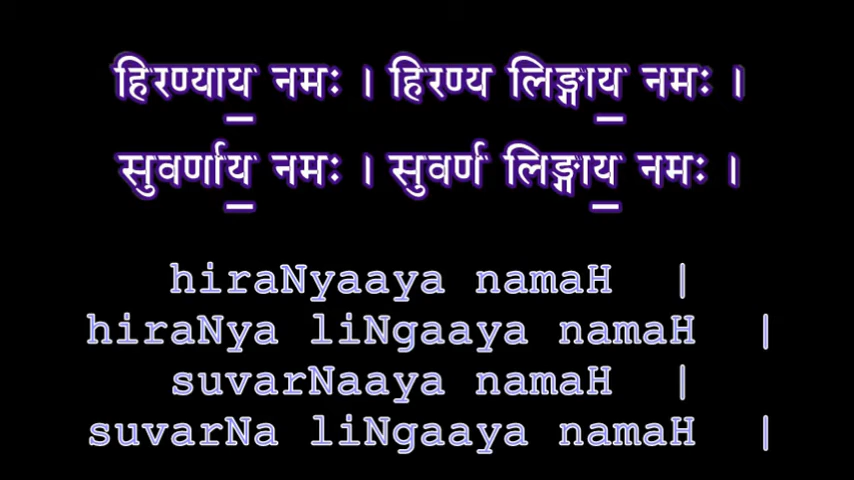 हिरण्याय॒ नमः । हिरण्य लिङ्गाय॒ नमः ।
सुवर्णाय॒ नमः । सुवर्ण लिङ्गाय॒ नमः ।
hiraNyaaya namaH |
hiraNya liNgaaya namaH |
suvarNaaya namaH |
suvarNa liNgaaya namaH |